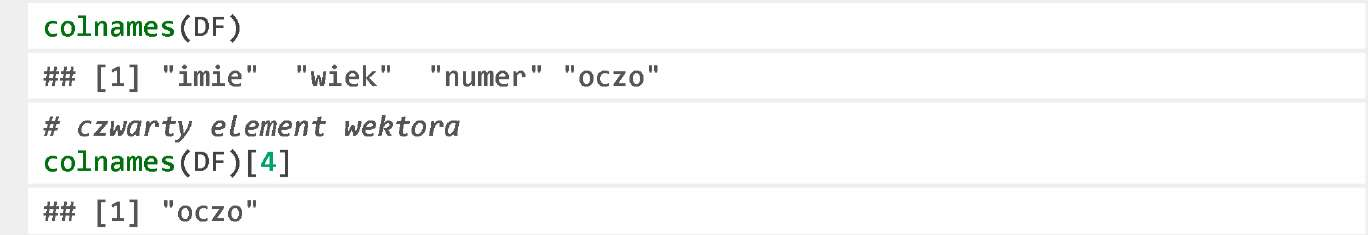 colnames(DF)
## [1] "imie"  "wiek"  "numer" "oczo"
# czwarty element wektora
colnames(DF)[4]
## [1] "oczo"